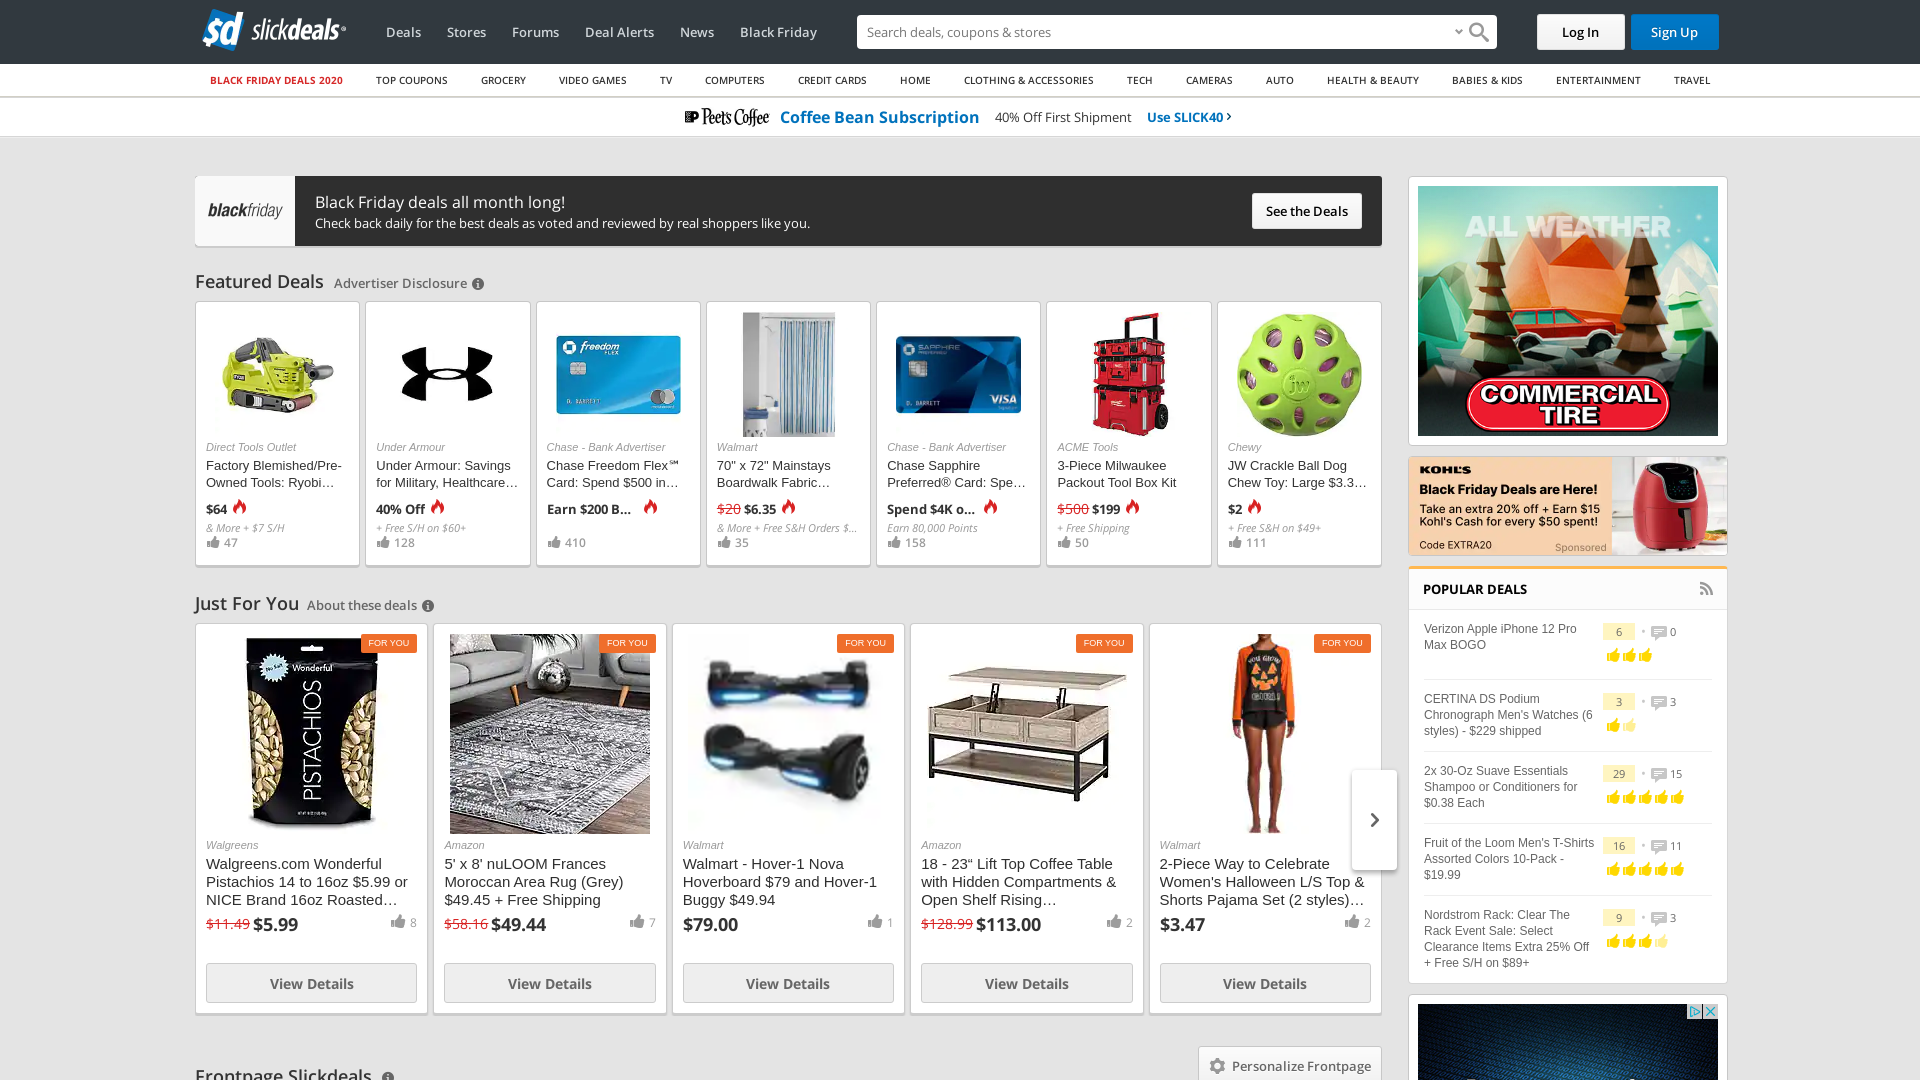 sd slickdeals
Deals Stores Forums Deal Alerts News Black Friday
Search deals, coupons & stores
Log In Sign Up
BLACK FRIDAY DEALS 2020 TOP COUPONS GROCERY VIDEO GAMES TV COMPUTERS CREDIT CARDS HOME CLOTHING & ACCESSORIES TECH CAMERAS AUTO HEALTH & BEAUTY BABIES & KIDS ENTERTAINMENT TRAVEL
Peet's Coffee Coffee Bean Subscription 40% Off First Shipment Use SLICK40
blackfriday
Black Friday deals all month long!
Check back daily for the best deals as voted and reviewed by real shoppers like you.
See the Deals
Featured Deals Advertiser Disclosure
Direct Tools Outlet
Factory Blemished/Pre-
Owned Tools: Ryobi…
$64
& More + $7 S/H
47
Under Armour
Under Armour: Savings
for Military, Healthcare…
40% Off
+ Free S/H on $60+
128
freedom
FLEX
D. BARRETT
Chase - Bank Advertiser
Chase Freedom Flex℠
Card: Spend $500 in…
Earn $200 B…
410
Walmart
70" x 72" Mainstays
Boardwalk Fabric…
$20 $6.35
& More + Free S&H Orders $…
35
SAPPHIRE
PREFERRED
D. BARRETT
VISA
Chase - Bank Advertiser
Chase Sapphire
Preferred® Card: Spe…
Spend $4K o…
Earn 80,000 Points
158
ACME Tools
3-Piece Milwaukee
Packout Tool Box Kit
$500 $199
+ Free Shipping
50
JW
Chewy
JW Crackle Ball Dog
Chew Toy: Large $3.3…
$2
+ Free S&H on $49+
111
Just For You About these deals
FOR YOU
No Salt
Wonderful
PISTACHIOS
Walgreens
Walgreens.com Wonderful
Pistachios 14 to 16oz $5.99 or
NICE Brand 16oz Roasted…
$11.49 $5.99
8
View Details
FOR YOU
Amazon
5' x 8' nuLOOM Frances
Moroccan Area Rug (Grey)
$49.45 + Free Shipping
$58.16 $49.44
7
View Details
FOR YOU
Walmart
Walmart - Hover-1 Nova
Hoverboard $79 and Hover-1
Buggy $49.94
$79.00
1
View Details
FOR YOU
Amazon
18 - 23“ Lift Top Coffee Table
with Hidden Compartments &
Open Shelf Rising…
$128.99 $113.00
2
View Details
FOR YOU
YOU GLOW
GIRL!
Walmart
2-Piece Way to Celebrate
Women's Halloween L/S Top &
Shorts Pajama Set (2 styles)…
$3.47
2
View Details
Frontpage Slickdeals
Personalize Frontpage
ALL WEATHER
COMMERCIAL
TIRE
KOHL'S
Black Friday Deals are Here!
Take an extra 20% off + Earn $15
Kohl's Cash for every $50 spent!
Code EXTRA20
Sponsored
POPULAR DEALS
Verizon Apple iPhone 12 Pro
Max BOGO
6 • 0
CERTINA DS Podium
Chronograph Men's Watches (6
styles) - $229 shipped
3 • 3
2x 30-Oz Suave Essentials
Shampoo or Conditioners for
$0.38 Each
29 • 15
Fruit of the Loom Men's T-Shirts
Assorted Colors 10-Pack -
$19.99
16 • 11
Nordstrom Rack: Clear The
Rack Event Sale: Select
Clearance Items Extra 25% Off
+ Free S/H on $89+
9 • 3